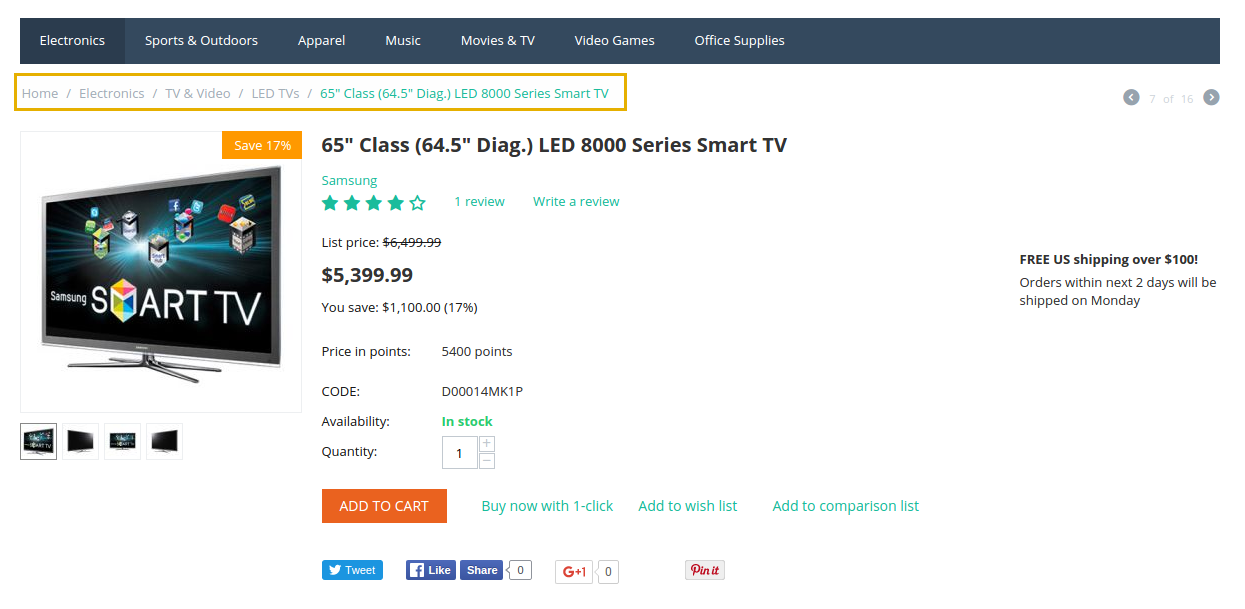 Electronics Sports & Outdoors Apparel Music Movies & TV Video Games Office Supplies
Home / Electronics / TV & Video / LED TVs / 65" Class (64.5" Diag.) LED 8000 Series Smart TV
7 of 16
Save 17%
Samsung SMART TV
Smart Hub
65" Class (64.5" Diag.) LED 8000 Series Smart TV
Samsung
1 review Write a review
List price: $6,499.99
$5,399.99
You save: $1,100.00 (17%)
FREE US shipping over $100!
Orders within next 2 days will be
shipped on Monday
Price in points: 5400 points
CODE: D00014MK1P
Availability: In stock
Quantity: 1 +
−
ADD TO CART Buy now with 1-click Add to wish list Add to comparison list
Tweet Like Share 0 G+1 0 Pin it